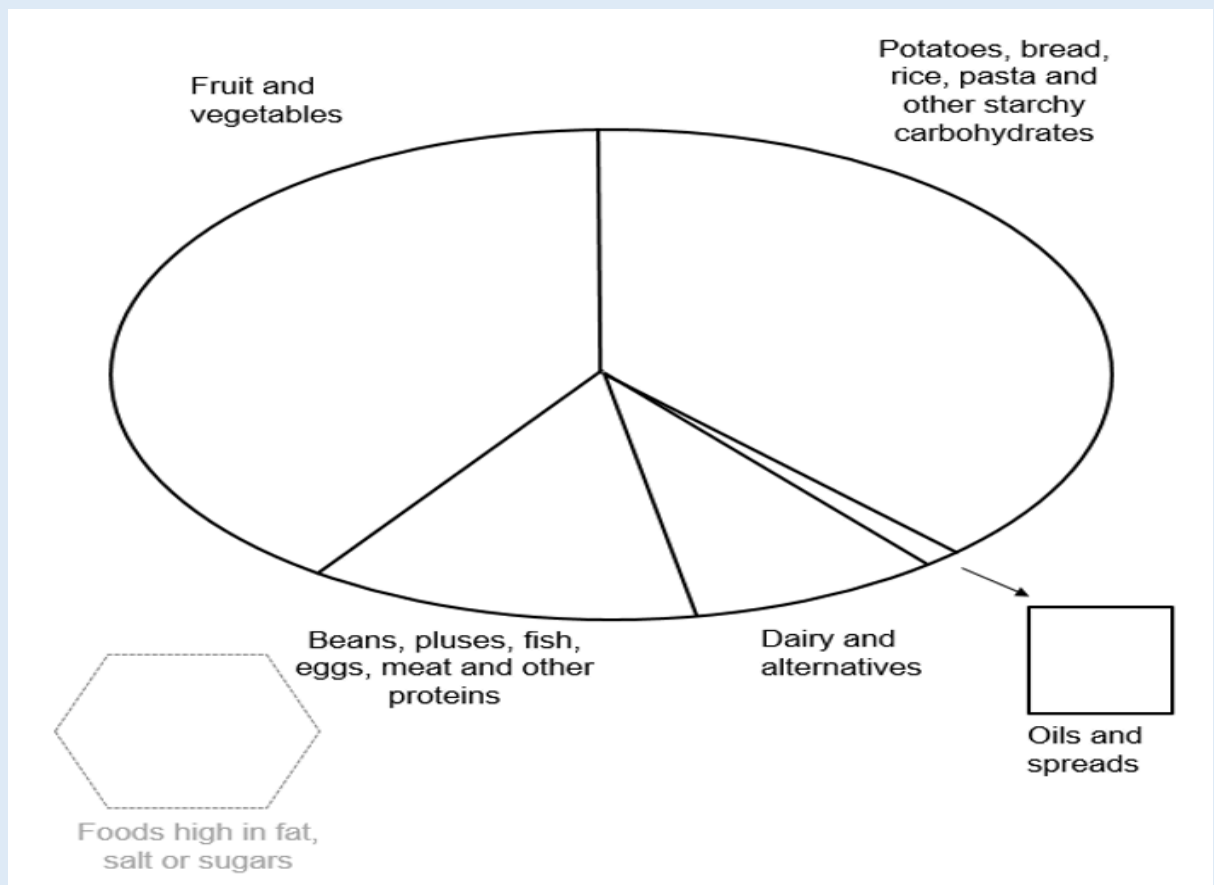 Fruit and
vegetables
Potatoes, bread,
rice, pasta and
other starchy
carbohydrates
Beans, pluses, fish,
eggs, meat and other
proteins
Dairy and
alternatives
Oils and
spreads
Foods high in fat,
salt or sugars